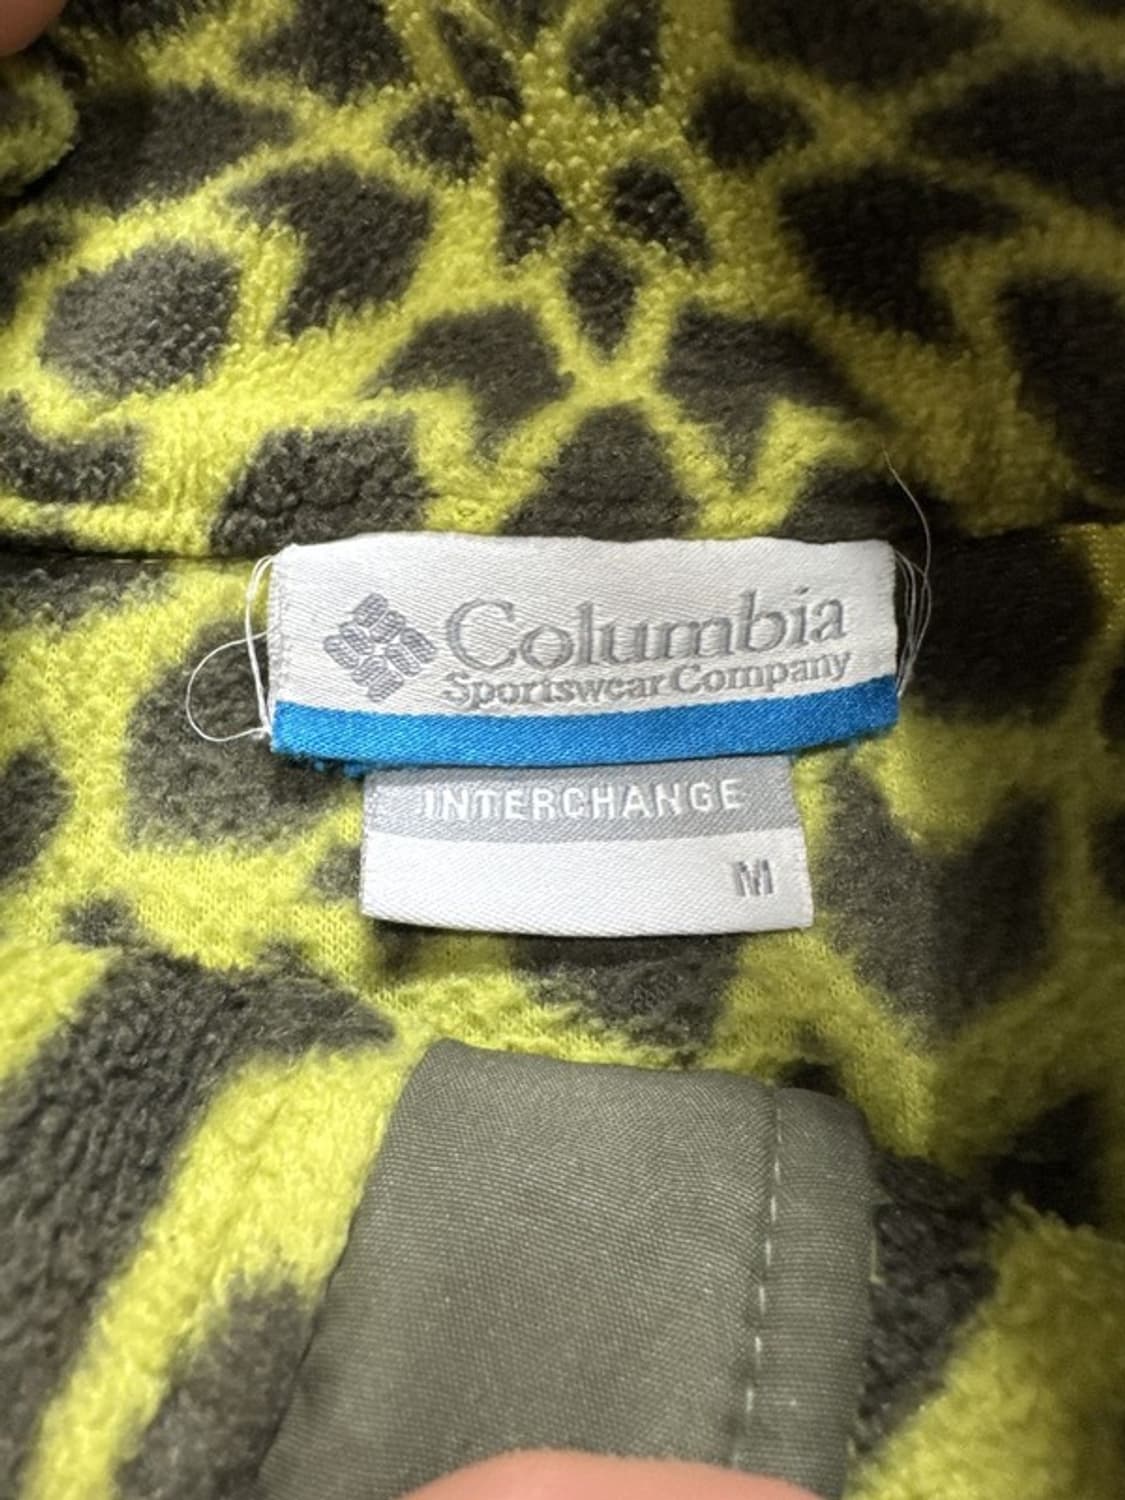 Columbia
Sportswear Company
INTERCHANGE
M